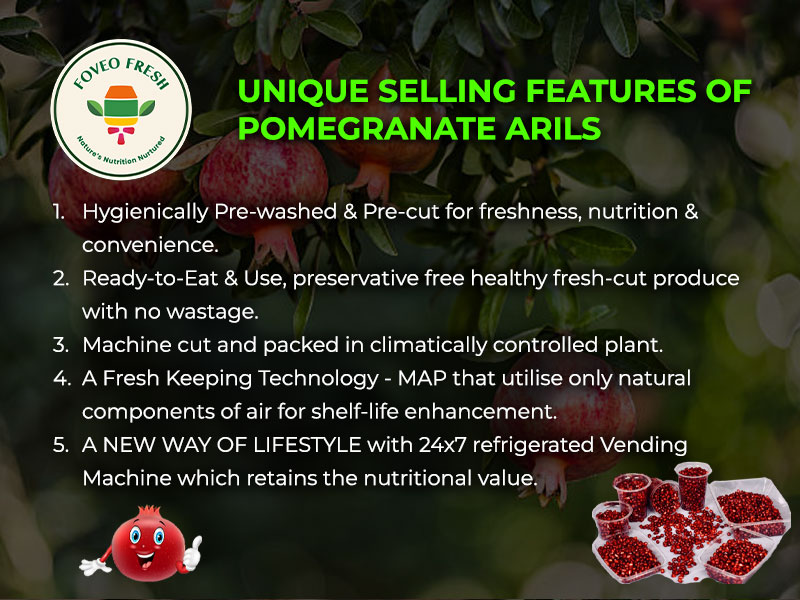 FOVEO FRESH
Nature's Nutrition Nurtured
UNIQUE SELLING FEATURES OF
POMEGRANATE ARILS
1. Hygienically Pre-washed & Pre-cut for freshness, nutrition &
convenience.
2. Ready-to-Eat & Use, preservative free healthy fresh-cut produce
with no wastage.
3. Machine cut and packed in climatically controlled plant.
4. A Fresh Keeping Technology - MAP that utilise only natural
components of air for shelf-life enhancement.
5. A NEW WAY OF LIFESTYLE with 24x7 refrigerated Vending
Machine which retains the nutritional value.